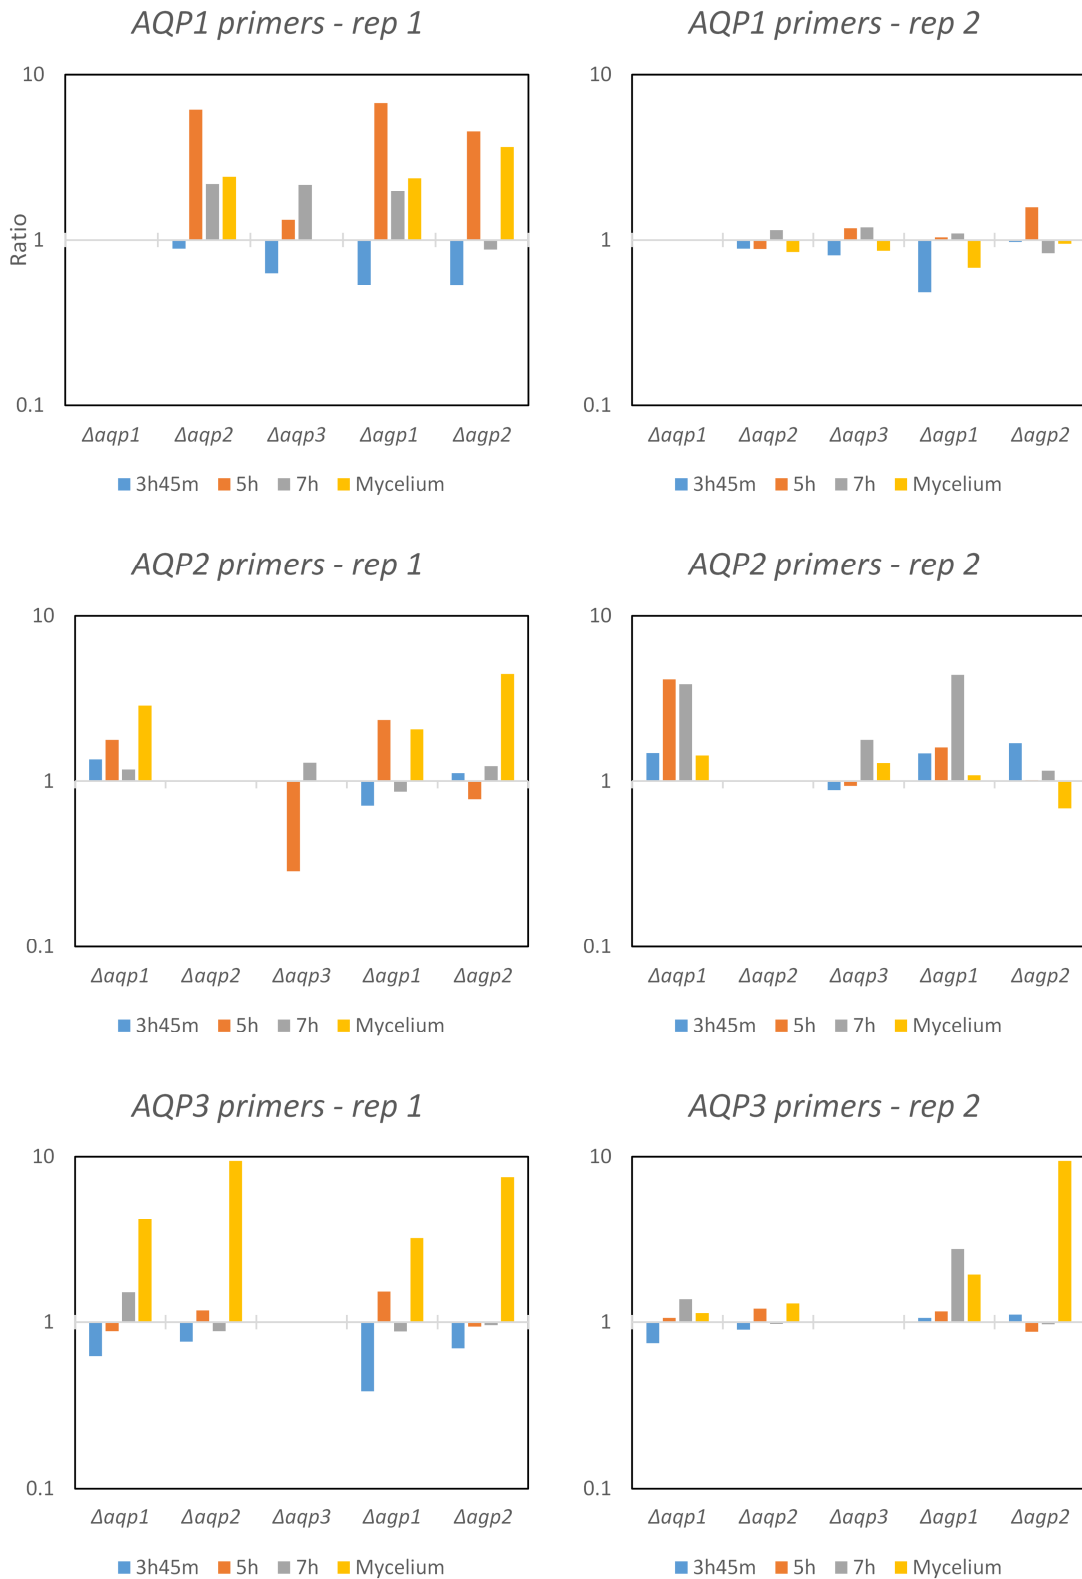 AQP1 primers - rep 1
10
Ratio
1
0.1
Δaqp1 Δaqp2 Δaqp3 Δagp1 Δagp2
3h45m 5h 7h Mycelium
AQP1 primers - rep 2
10
1
0.1
Δaqp1 Δaqp2 Δaqp3 Δagp1 Δagp2
3h45m 5h 7h Mycelium
AQP2 primers - rep 1
10
1
0.1
Δaqp1 Δaqp2 Δaqp3 Δagp1 Δagp2
3h45m 5h 7h Mycelium
AQP2 primers - rep 2
10
1
0.1
Δaqp1 Δaqp2 Δaqp3 Δagp1 Δagp2
3h45m 5h 7h Mycelium
AQP3 primers - rep 1
10
1
0.1
Δaqp1 Δaqp2 Δaqp3 Δagp1 Δagp2
3h45m 5h 7h Mycelium
AQP3 primers - rep 2
10
1
0.1
Δaqp1 Δaqp2 Δaqp3 Δagp1 Δagp2
3h45m 5h 7h Mycelium